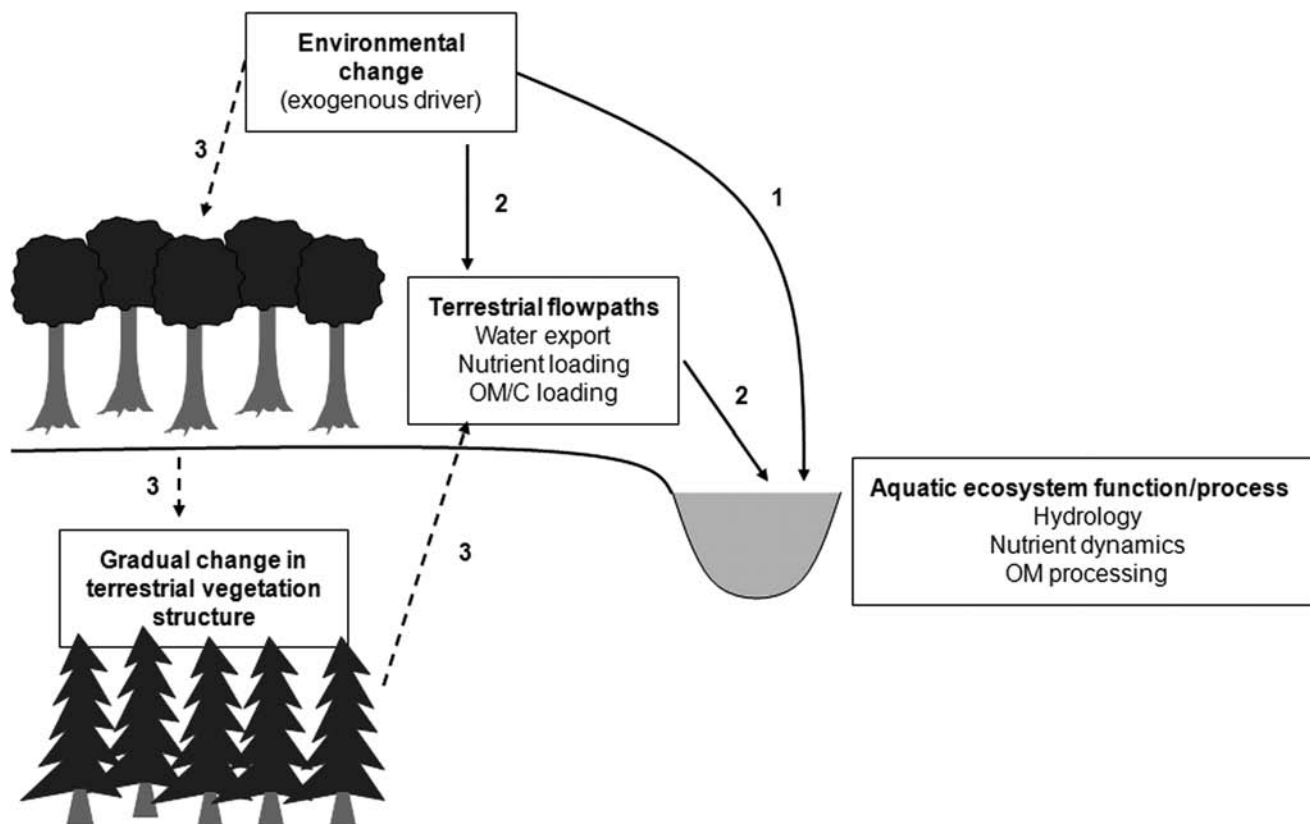 Environmental
change
(exogenous driver)
3
2
1
Terrestrial flowpaths
Water export
Nutrient loading
OM/C loading
2
3
Aquatic ecosystem function/process
Hydrology
Nutrient dynamics
OM processing
Gradual change in
terrestrial vegetation
structure
3